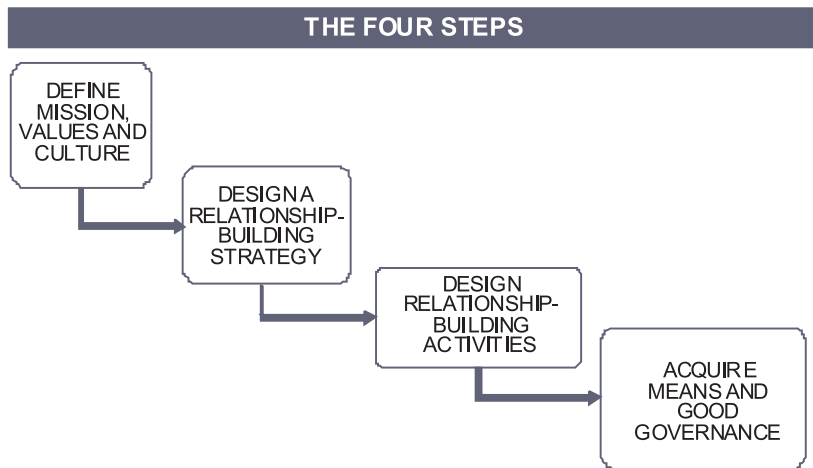 THE FOUR STEPS
DEFINE
MISSION,
VALUES AND
CULTURE
DESIGN A
RELATIONSHIP-
BUILDING
STRATEGY
DESIGN
RELATIONSHIP-
BUILDING
ACTIVITIES
ACQUIRE
MEANS AND
GOOD
GOVERNANCE